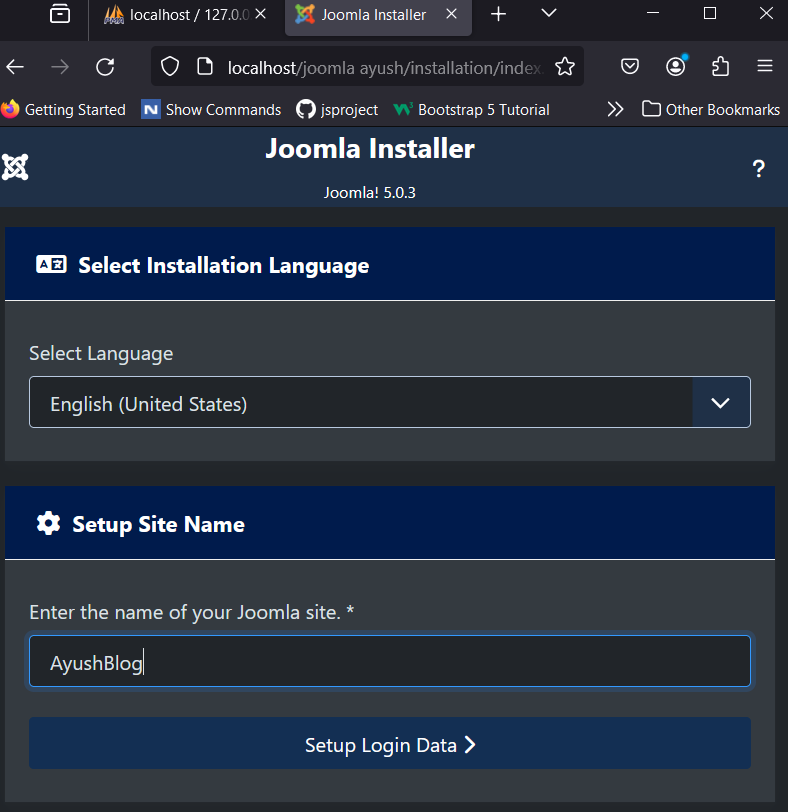 localhost / 127.0.0
Joomla Installer
localhost/joomla ayush/installation/index.
Getting Started
Show Commands
jsproject
Bootstrap 5 Tutorial
Other Bookmarks
Joomla Installer
?
Joomla! 5.0.3
Select Installation Language
Select Language
English (United States)
Setup Site Name
Enter the name of your Joomla site. *
AyushBlog
Setup Login Data